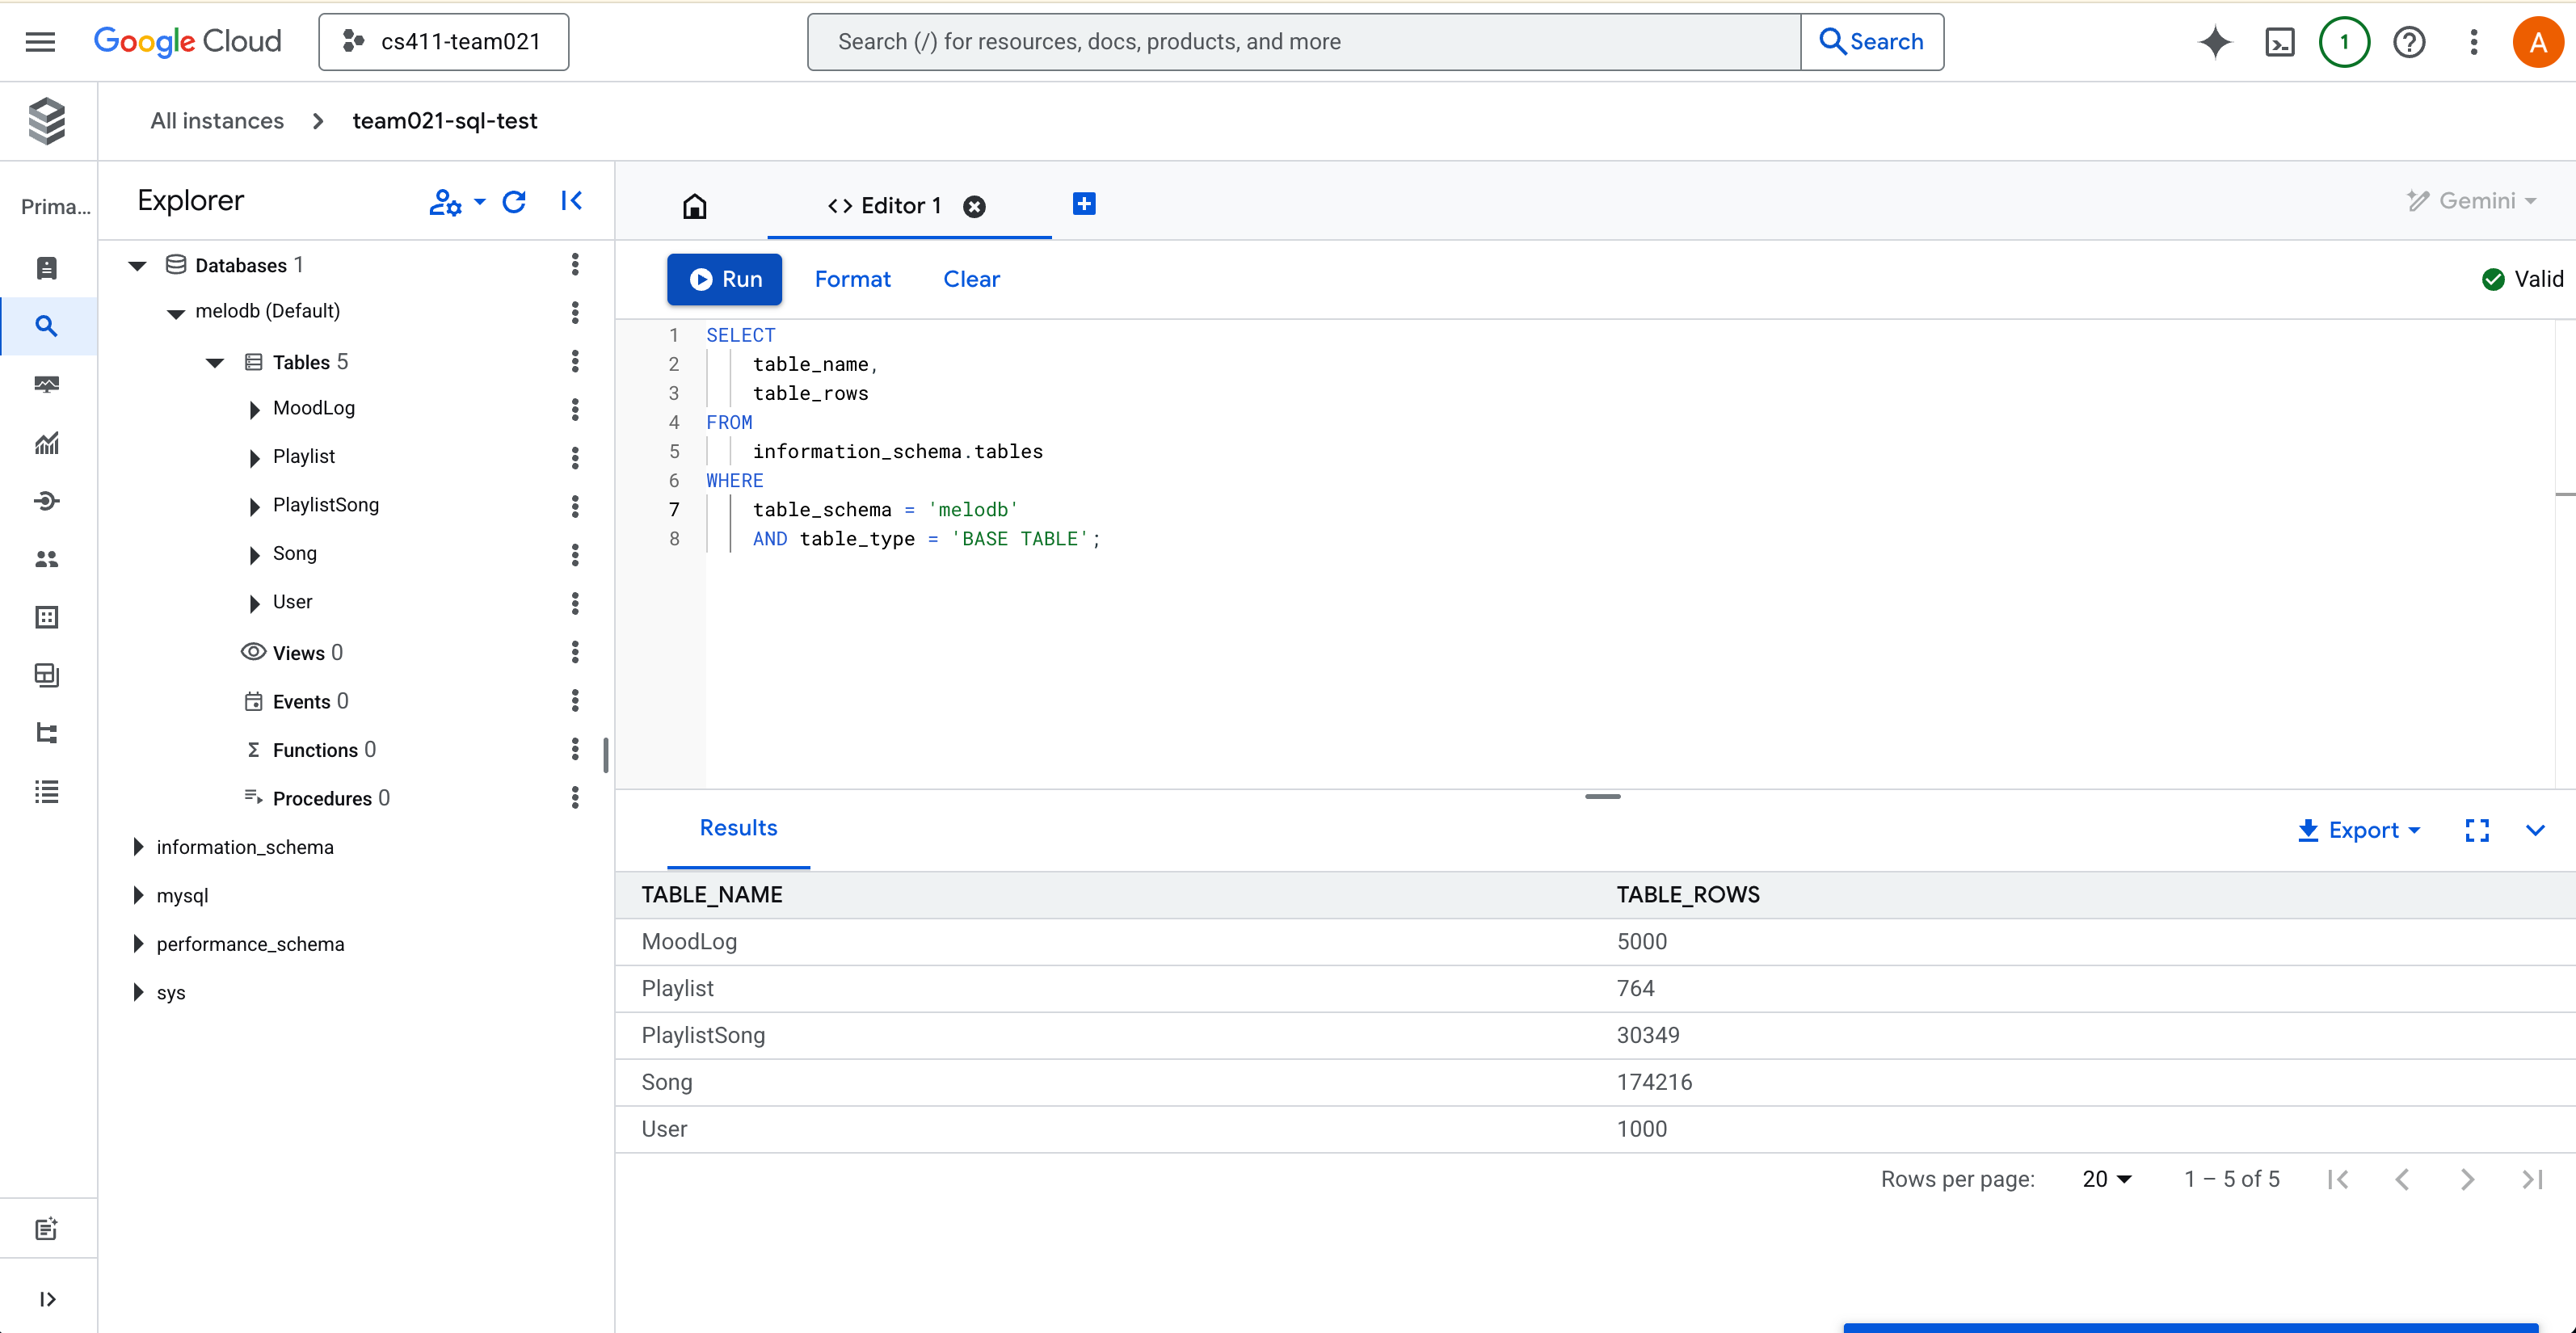 Google Cloud
cs411-team021
Search (/) for resources, docs, products, and more
Search
1
A
All instances
team021-sql-test
Prima...
Explorer
Editor 1
Gemini
Databases 1
melodb (Default)
Tables 5
MoodLog
Playlist
PlaylistSong
Song
User
Views 0
Events 0
Functions 0
Procedures 0
information_schema
mysql
performance_schema
sys
Run
Format
Clear
Valid
1 SELECT
2 table_name,
3 table_rows
4 FROM
5 information_schema.tables
6 WHERE
7 table_schema = 'melodb'
8 AND table_type = 'BASE TABLE';
Results
Export
TABLE_NAME TABLE_ROWS
MoodLog 5000
Playlist 764
PlaylistSong 30349
Song 174216
User 1000
Rows per page: 20 1 – 5 of 5